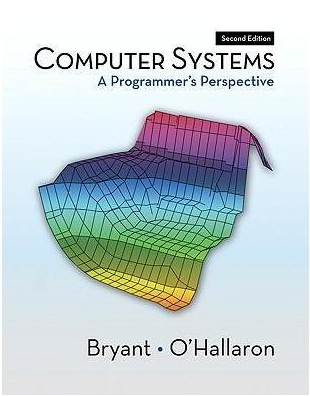 Second Edition
COMPUTER SYSTEMS
A Programmer's Perspective
Bryant • O'Hallaron